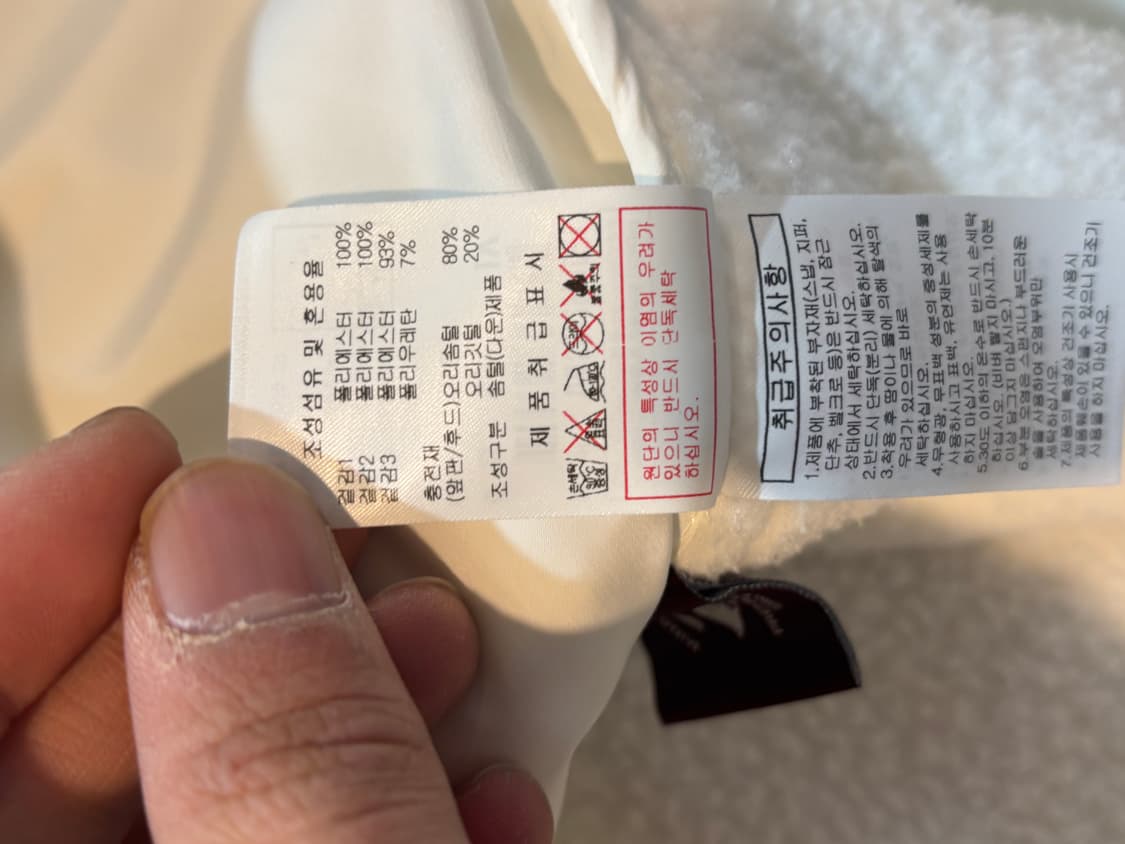 조성섬유 및 혼용율
겉감1 폴리에스터 100%
겉감2 폴리에스터 100%
겉감3 폴리에스터 93%
폴리우레탄 7%
충전재
(앞판/후드)오리솜털 80%
오리깃털 20%
조성구분 솜털(다운)제품
제 품 취 급 표 시
손세탁
원단의 특성상 이염의 우려가
있으니 반드시 단독세탁
하십시오.
취급주의사항
1.제품에 부착된 부자재(스냅, 지퍼,
단추, 벨크로 등)은 반드시 잠근
상태에서 세탁하십시오.
2.반드시 단독(분리) 세탁하십시오.
3.착용 후 땀이나 물에 의해 탈색의
우려가 있으므로 바로
세탁하십시오.
4.무형광, 무표백 성분의 중성세제를
사용하시고 표백, 유연제는 사용
하지 마십시오.
5.30도 이하의 온수로 반드시 손세탁
하십시오. (비벼 빨지 마시고, 10분
이상 담그지 마십시오.)
6.부분 오염은 스펀지나 부드러운
솔을 사용하여 오염부위만
세탁하십시오.
7.제품의 특성상 건조기 사용시
제품훼손이 있을 수 있으니 건조기
사용을 하지 마십시오.